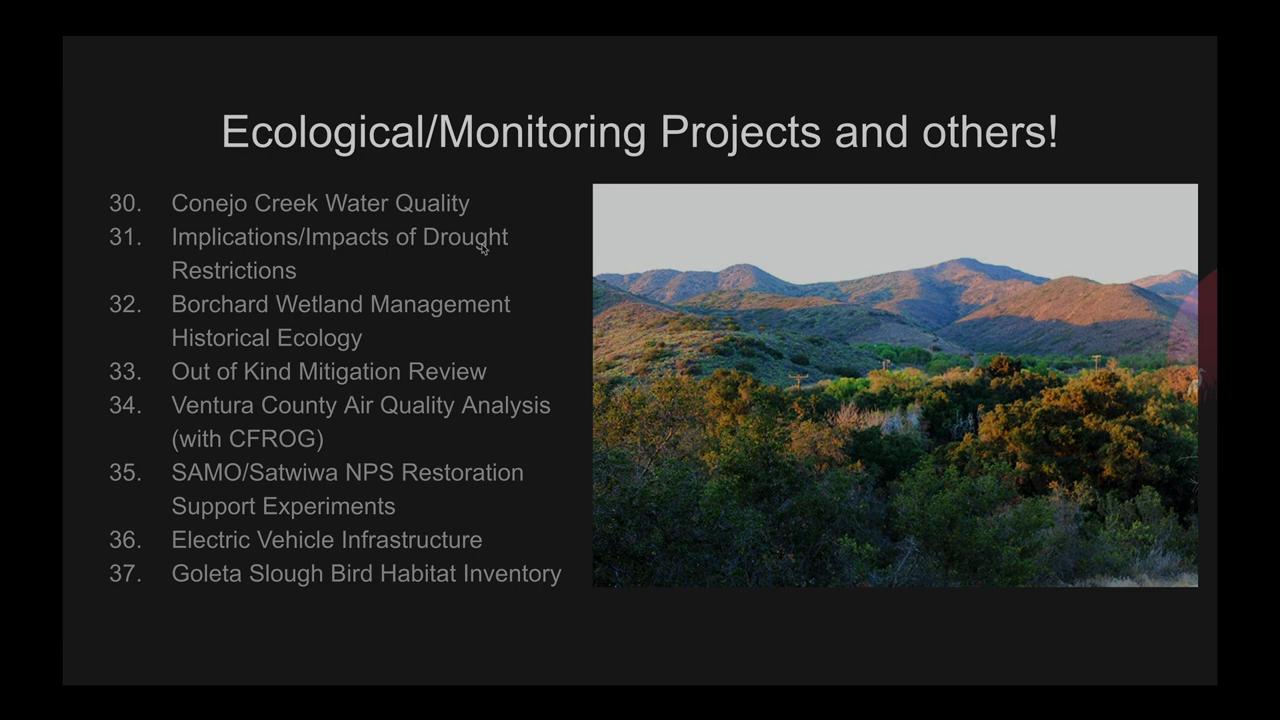 Ecological/Monitoring Projects and others!
30. Conejo Creek Water Quality
31. Implications/Impacts of Drought
Restrictions
32. Borchard Wetland Management
Historical Ecology
33. Out of Kind Mitigation Review
34. Ventura County Air Quality Analysis
(with CFROG)
35. SAMO/Satwiwa NPS Restoration
Support Experiments
36. Electric Vehicle Infrastructure
37. Goleta Slough Bird Habitat Inventory